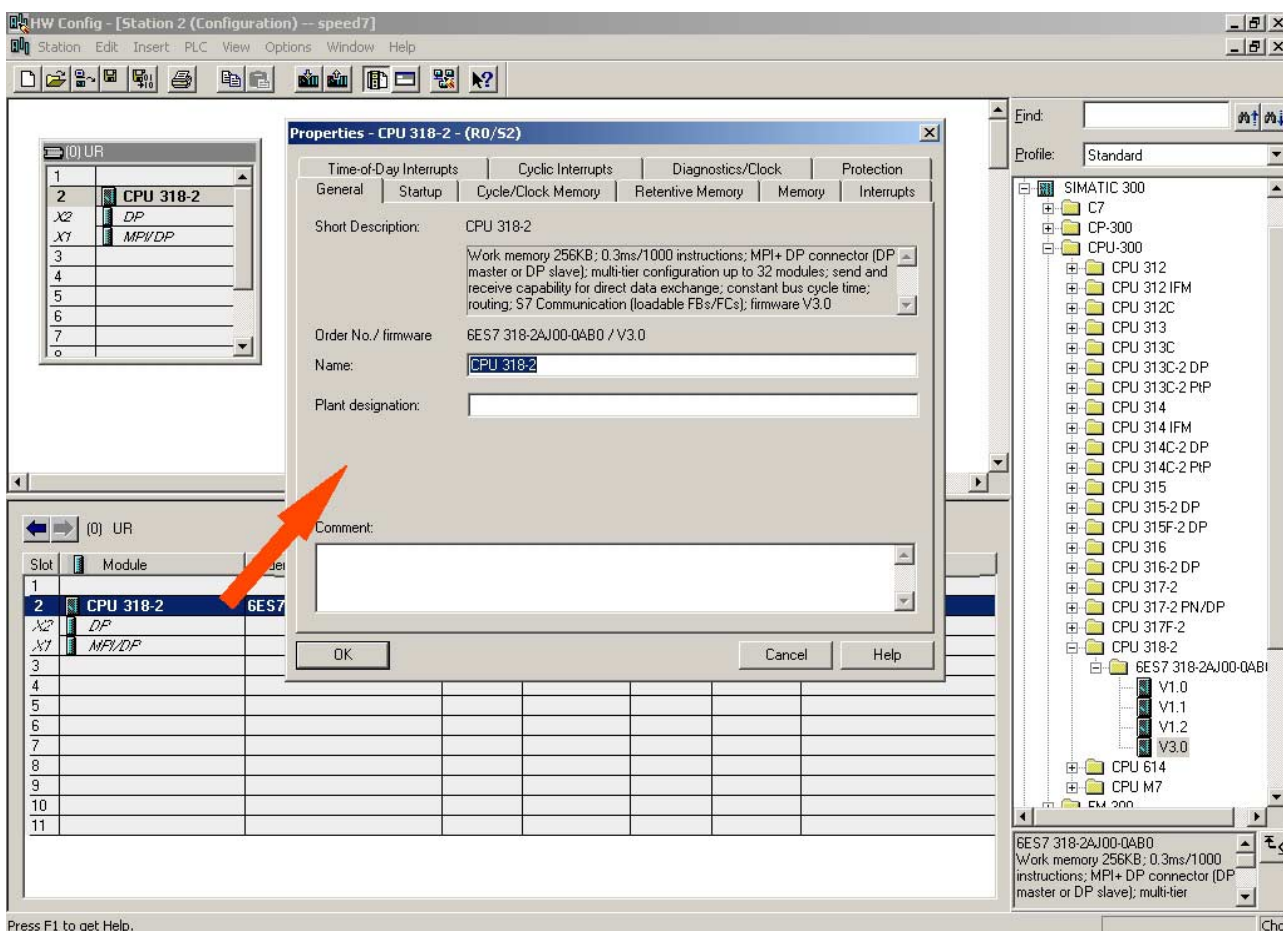 HW Config - [Station 2 (Configuration) -- speed7]
Station Edit Insert PLC View Options Window Help
(0) UR
1
2 CPU 318-2
X2 DP
X1 MPI/DP
3
4
5
6
7
Properties - CPU 318-2 - (R0/S2)
Time-of-Day Interrupts Cyclic Interrupts Diagnostics/Clock Protection
General Startup Cycle/Clock Memory Retentive Memory Memory Interrupts
Short Description: CPU 318-2
Work memory 256KB; 0.3ms/1000 instructions; MPI+ DP connector (DP
master or DP slave); multi-tier configuration up to 32 modules; send and
receive capability for direct data exchange; constant bus cycle time;
routing; S7 Communication (loadable FBs/FCs); firmware V3.0
Order No./ firmware 6ES7 318-2AJ00-0AB0 / V3.0
Name: CPU 318-2
Plant designation:
Comment:
OK Cancel Help
(0) UR
Slot Module
1
2 CPU 318-2 6ES7
X2 DP
X1 MPI/DP
3
4
5
6
7
8
9
10
11
Find:
Profile: Standard
SIMATIC 300
C7
CP-300
CPU-300
CPU 312
CPU 312 IFM
CPU 312C
CPU 313
CPU 313C
CPU 313C-2 DP
CPU 313C-2 PtP
CPU 314
CPU 314 IFM
CPU 314C-2 DP
CPU 314C-2 PtP
CPU 315
CPU 315-2 DP
CPU 315F-2 DP
CPU 316
CPU 316-2 DP
CPU 317-2
CPU 317-2 PN/DP
CPU 317F-2
CPU 318-2
6ES7 318-2AJ00-0AB
V1.0
V1.1
V1.2
V3.0
CPU 614
CPU M7
FM 300
6ES7 318-2AJ00-0AB0
Work memory 256KB; 0.3ms/1000
instructions; MPI+ DP connector (DP
master or DP slave); multi-tier
Press F1 to get Help.